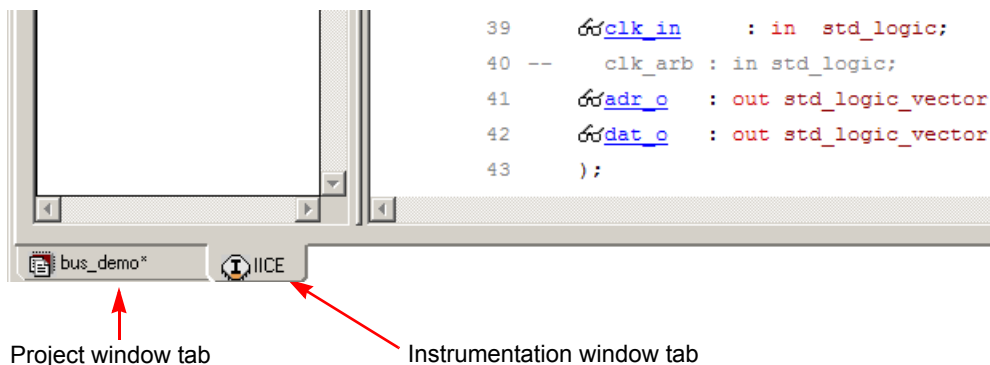 39 clk_in : in std_logic;
40 -- clk_arb : in std_logic;
41 adr_o : out std_logic_vector
42 dat_o : out std_logic_vector
43 );
bus_demo* IICE
Project window tab Instrumentation window tab